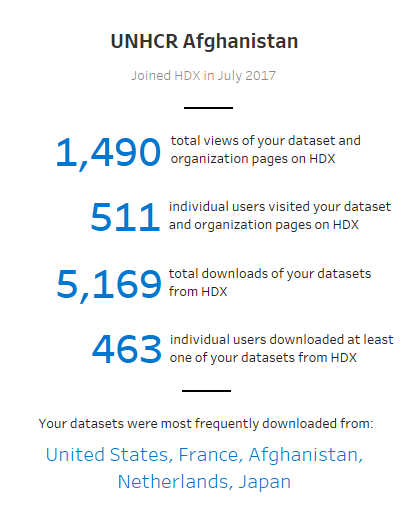 UNHCR Afghanistan
Joined HDX in July 2017
1,490 total views of your dataset and
organization pages on HDX
511 individual users visited your dataset
and organization pages on HDX
5,169 total downloads of your datasets
from HDX
463 individual users downloaded at least
one of your datasets from HDX
Your datasets were most frequently downloaded from:
United States, France, Afghanistan,
Netherlands, Japan